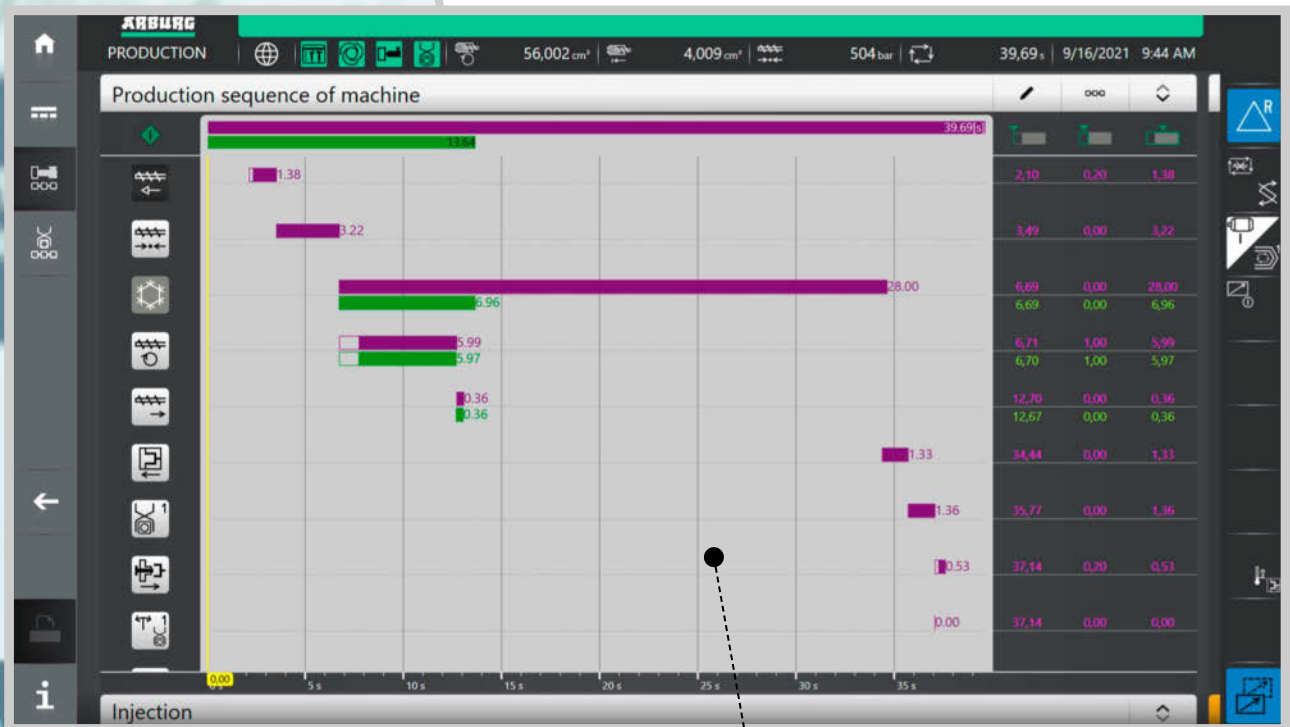 ARBURG
PRODUCTION 56,002 cm³ 4,009 cm³ 504 bar 39,69 s 9/16/2021 9:44 AM
Production sequence of machine
R
39.69[s]
13.64
1.38 2,10 0,20 1,38
3.22 3,49 0,00 3,22
28.00 6,69 0,00 28,00
6.96 6,69 0,00 6,96
5.99 6,71 1,00 5,99
5.97 6,70 1,00 5,97
0.36 12,70 0,00 0,36
0.36 12,67 0,00 0,36
1.33 34,44 0,00 1,33
1 1.36 35,77 0,00 1,36
0.53 37,14 0,20 0,53
1 0.00 37,14 0,00 0,00
0,00 5 s 10 s 15 s 20 s 25 s 30 s 35 s
Injection